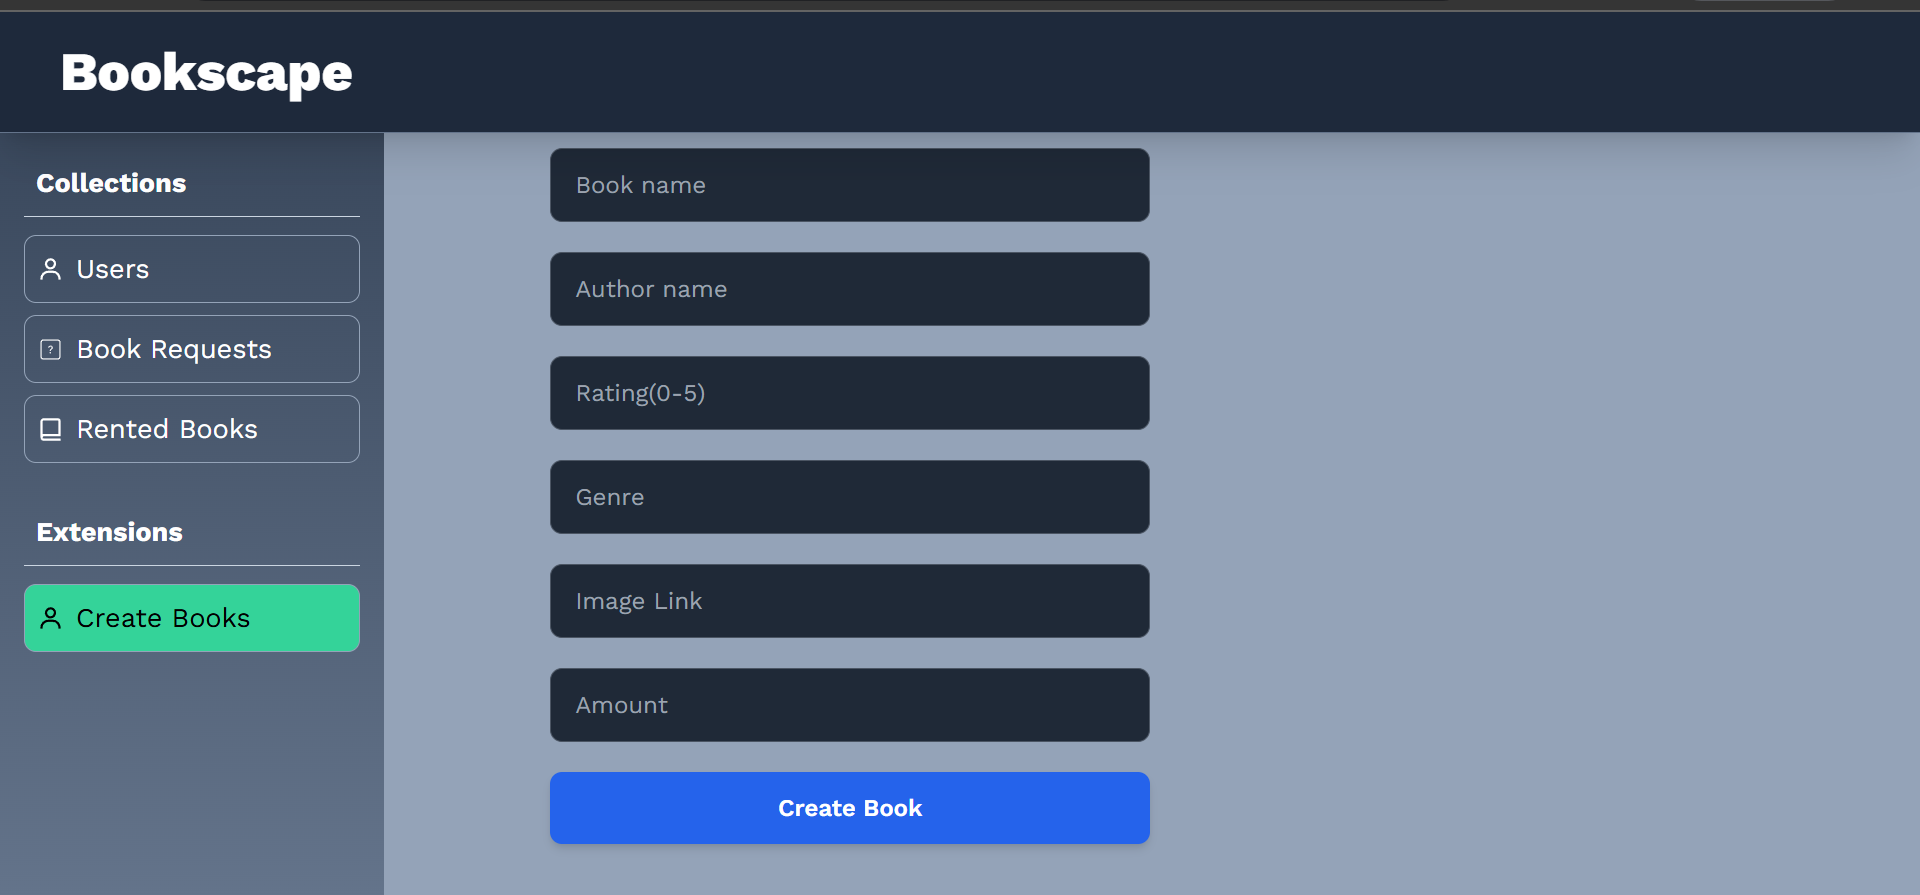 Bookscape
Collections
Users
Book Requests
Rented Books
Extensions
Create Books
Book name
Author name
Rating(0-5)
Genre
Image Link
Amount
Create Book